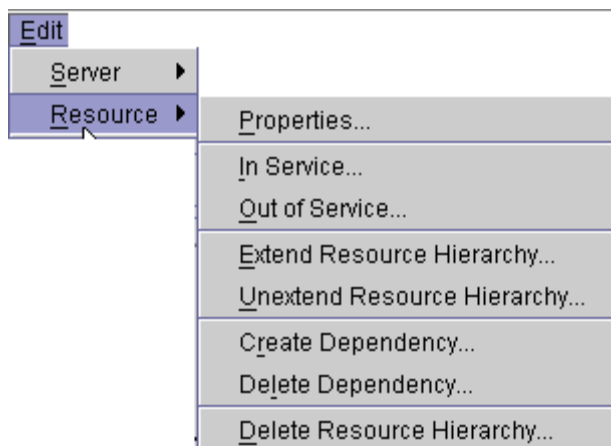 Edit
Server
Resource
Properties...
In Service...
Out of Service...
Extend Resource Hierarchy...
Unextend Resource Hierarchy...
Create Dependency...
Delete Dependency...
Delete Resource Hierarchy...